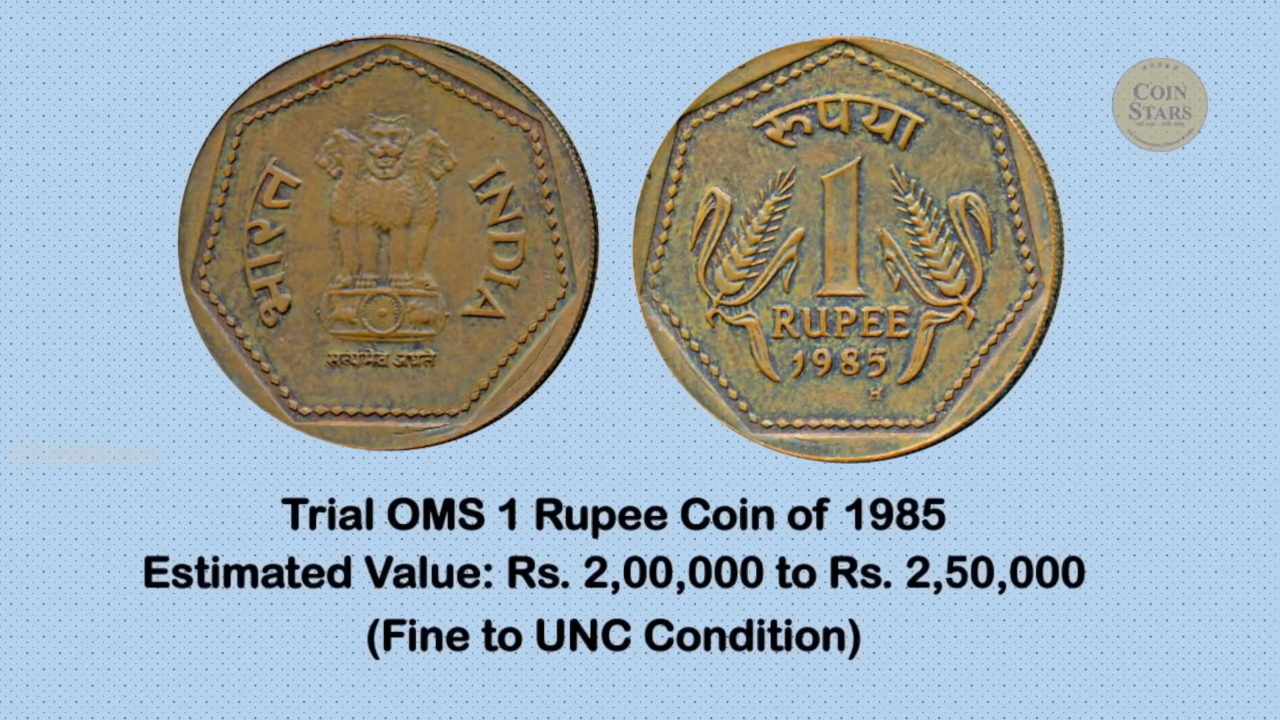 भारत
INDIA
सत्यमेव जयते
रुपया
1
RUPEE
1985
H
COIN
STARS
Trial OMS 1 Rupee Coin of 1985
Estimated Value: Rs. 2,00,000 to Rs. 2,50,000
(Fine to UNC Condition)